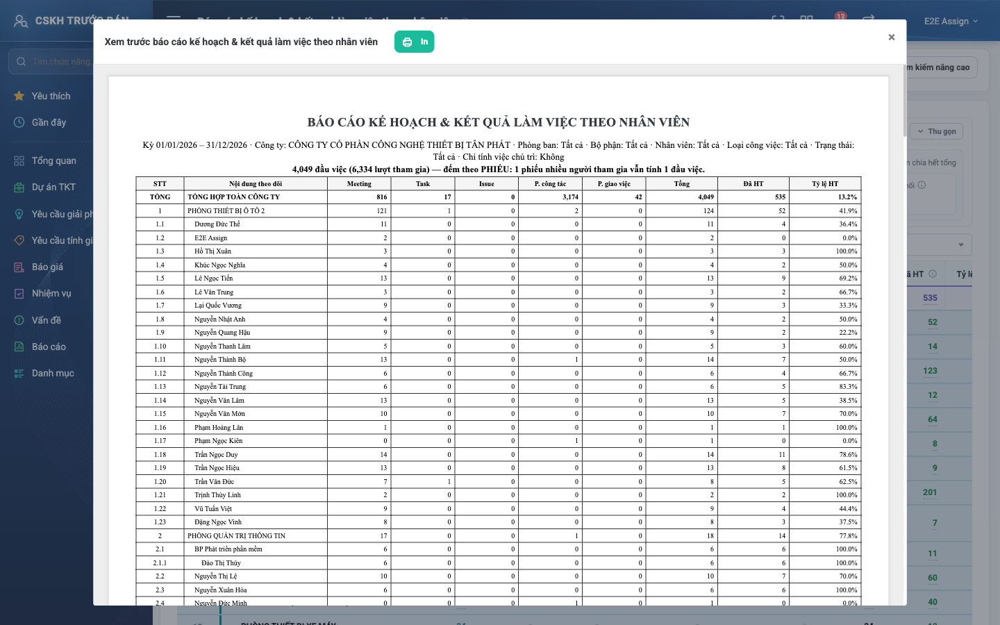 CSKH TRƯỚC BÁN
13
E2E Assign
Xem trước báo cáo kế hoạch & kết quả làm việc theo nhân viên
In
×
Tìm chức năng.
m kiếm nâng cao
Yêu thích
Gần đây
Thu gọn
Tổng quan
n chia hết tổng
Dự án TKT
Yêu cầu giải ph
Yêu cầu tính gi
Báo giá
Nhiệm vụ
Vấn đề
Báo cáo
Danh mục
BÁO CÁO KẾ HOẠCH & KẾT QUẢ LÀM VIỆC THEO NHÂN VIÊN
Kỳ 01/01/2026 – 31/12/2026 · Công ty: CÔNG TY CỔ PHẦN CÔNG NGHỆ THIẾT BỊ TÂN PHÁT · Phòng ban: Tất cả · Bộ phận: Tất cả · Nhân viên: Tất cả · Loại công việc: Tất cả · Trạng thái:
Tất cả · Chỉ tính việc chủ trì: Không
4,049 đầu việc (6,334 lượt tham gia) — đếm theo PHIẾU: 1 phiếu nhiều người tham gia vẫn tính 1 đầu việc.
STT Nội dung theo dõi Meeting Task Issue P. công tác P. giao việc Tổng Đã HT Tỷ lệ HT
TỔNG TỔNG HỢP TOÀN CÔNG TY 816 17 0 3,174 42 4,049 535 13.2%
1 PHÒNG THIẾT BỊ Ô TÔ 2 121 1 0 2 0 124 52 41.9%
1.1 Dương Đức Thế 11 0 0 0 0 11 4 36.4%
1.2 E2E Assign 2 0 0 0 0 2 0 0.0%
1.3 Hồ Thị Xuân 3 0 0 0 0 3 3 100.0%
1.4 Khúc Ngọc Nghĩa 4 0 0 0 0 4 2 50.0%
1.5 Lê Ngọc Tiến 13 0 0 0 0 13 9 69.2%
1.6 Lê Văn Trung 3 0 0 0 0 3 2 66.7%
1.7 Lại Quốc Vương 9 0 0 0 0 9 3 33.3%
1.8 Nguyễn Nhật Anh 4 0 0 0 0 4 2 50.0%
1.9 Nguyễn Quang Hậu 9 0 0 0 0 9 2 22.2%
1.10 Nguyễn Thanh Lâm 5 0 0 0 0 5 3 60.0%
1.11 Nguyễn Thành Bộ 13 0 0 1 0 14 7 50.0%
1.12 Nguyễn Thành Công 6 0 0 0 0 6 4 66.7%
1.13 Nguyễn Tài Trung 6 0 0 0 0 6 5 83.3%
1.14 Nguyễn Văn Lâm 13 0 0 0 0 13 5 38.5%
1.15 Nguyễn Văn Mơn 10 0 0 0 0 10 7 70.0%
1.16 Phạm Hoàng Lân 1 0 0 0 0 1 1 100.0%
1.17 Phạm Ngọc Kiên 0 0 0 1 0 1 0 0.0%
1.18 Trần Ngọc Duy 14 0 0 0 0 14 11 78.6%
1.19 Trần Ngọc Hiệu 13 0 0 0 0 13 8 61.5%
1.20 Trần Văn Đức 7 1 0 0 0 8 5 62.5%
1.21 Trịnh Thùy Linh 2 0 0 0 0 2 2 100.0%
1.22 Vũ Tuấn Việt 9 0 0 0 0 9 4 44.4%
1.23 Đặng Ngọc Vinh 8 0 0 0 0 8 3 37.5%
2 PHÒNG QUẢN TRỊ THÔNG TIN 17 0 0 1 0 18 14 77.8%
2.1 BP Phát triển phần mềm 6 0 0 0 0 6 6 100.0%
2.1.1 Đào Thị Thúy 6 0 0 0 0 6 6 100.0%
2.2 Nguyễn Thị Lệ 10 0 0 0 0 10 7 70.0%
2.3 Nguyễn Xuân Hòa 6 0 0 0 0 6 6 100.0%
2.4 Nguyễn Đức Minh 0 0 0 1 0 1 0 0.0%
ã HT Tỷ lệ
535
52
14
123
12
64
8
9
201
7
11
60
40